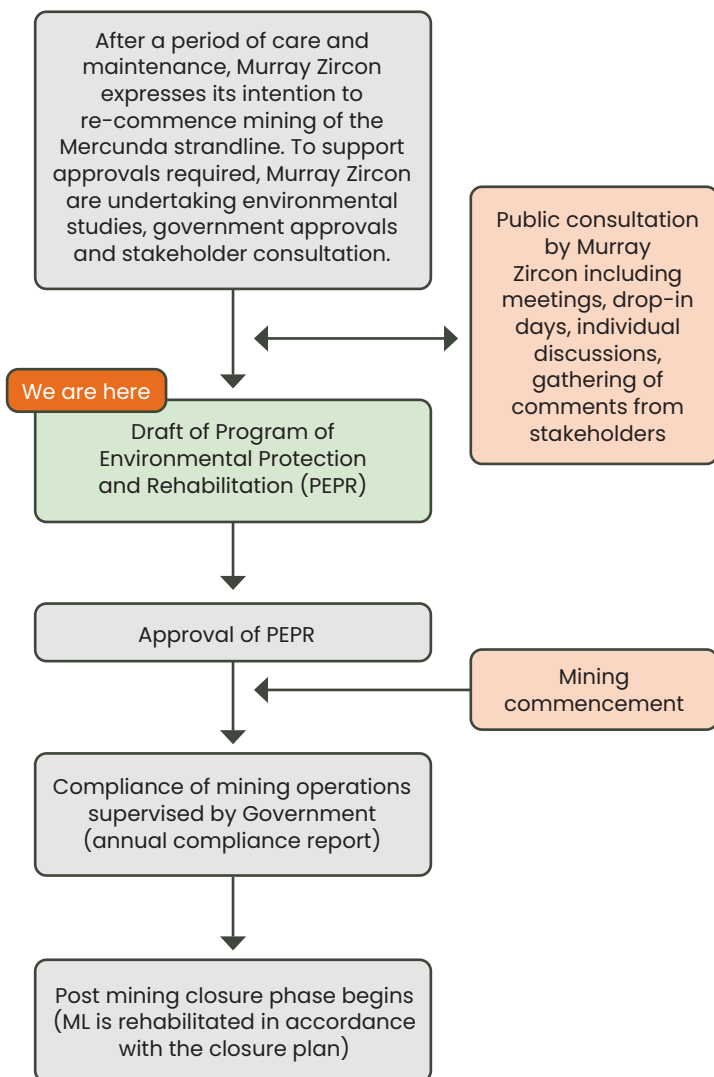 After a period of care and
maintenance, Murray Zircon
expresses its intention to
re-commence mining of the
Mercunda strandline. To support
approvals required, Murray Zircon
are undertaking environmental
studies, government approvals
and stakeholder consultation.
Public consultation
by Murray
Zircon including
meetings, drop-in
days, individual
discussions,
gathering of
comments from
stakeholders
We are here
Draft of Program of
Environmental Protection
and Rehabilitation (PEPR)
Approval of PEPR
Mining
commencement
Compliance of mining operations
supervised by Government
(annual compliance report)
Post mining closure phase begins
(ML is rehabilitated in accordance
with the closure plan)